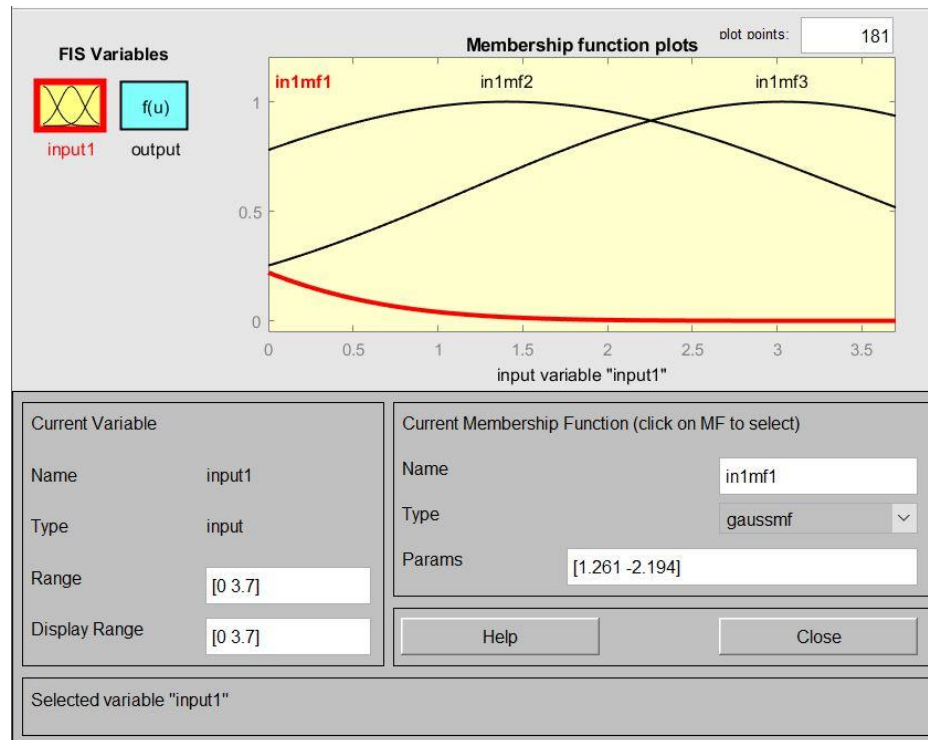 FIS Variables
f(u)
input1
output
Membership function plots
plot points:
181
in1mf1
in1mf2
in1mf3
1
0.5
0
0
0.5
1
1.5
2
2.5
3
3.5
input variable "input1"
Current Variable
Name
input1
Type
input
Range
[0 3.7]
Display Range
[0 3.7]
Current Membership Function (click on MF to select)
Name
in1mf1
Type
gaussmf
Params
[1.261 -2.194]
Help
Close
Selected variable "input1"